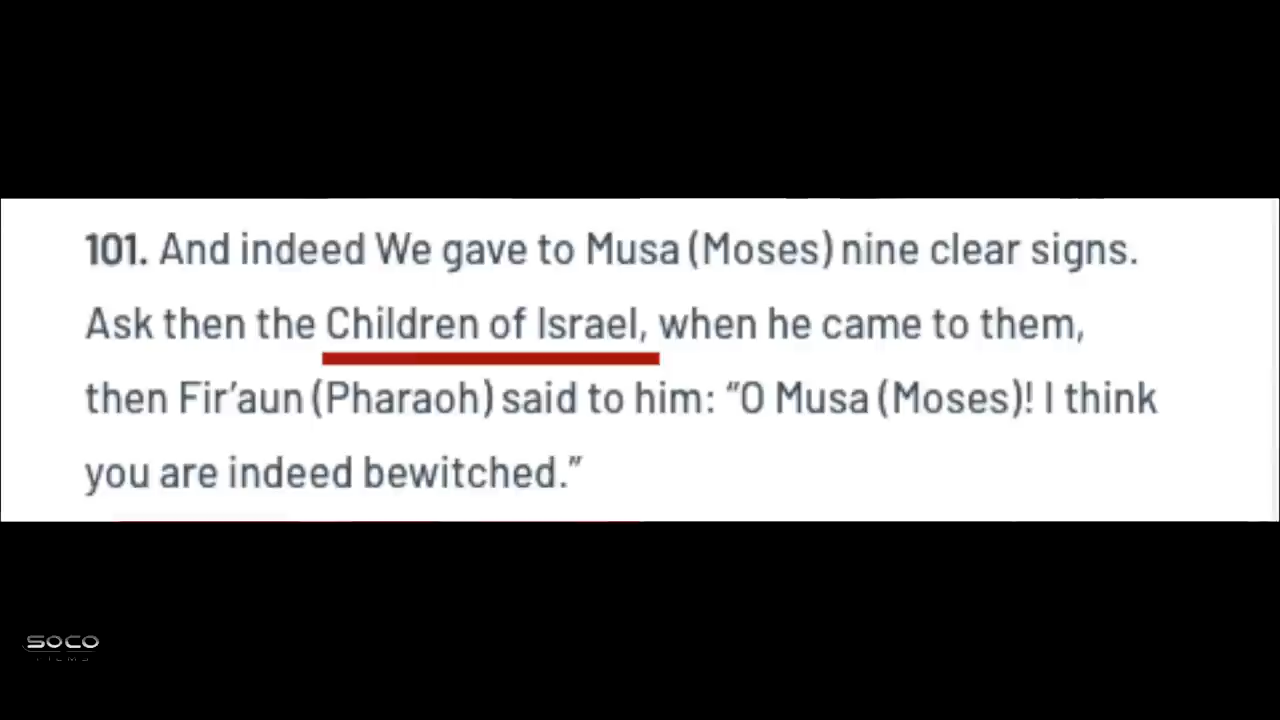 101. And indeed We gave to Musa (Moses) nine clear signs.
Ask then the Children of Israel, when he came to them,
then Fir’aun (Pharaoh) said to him: “O Musa (Moses)! I think
you are indeed bewitched.”
SOCO
FILMS